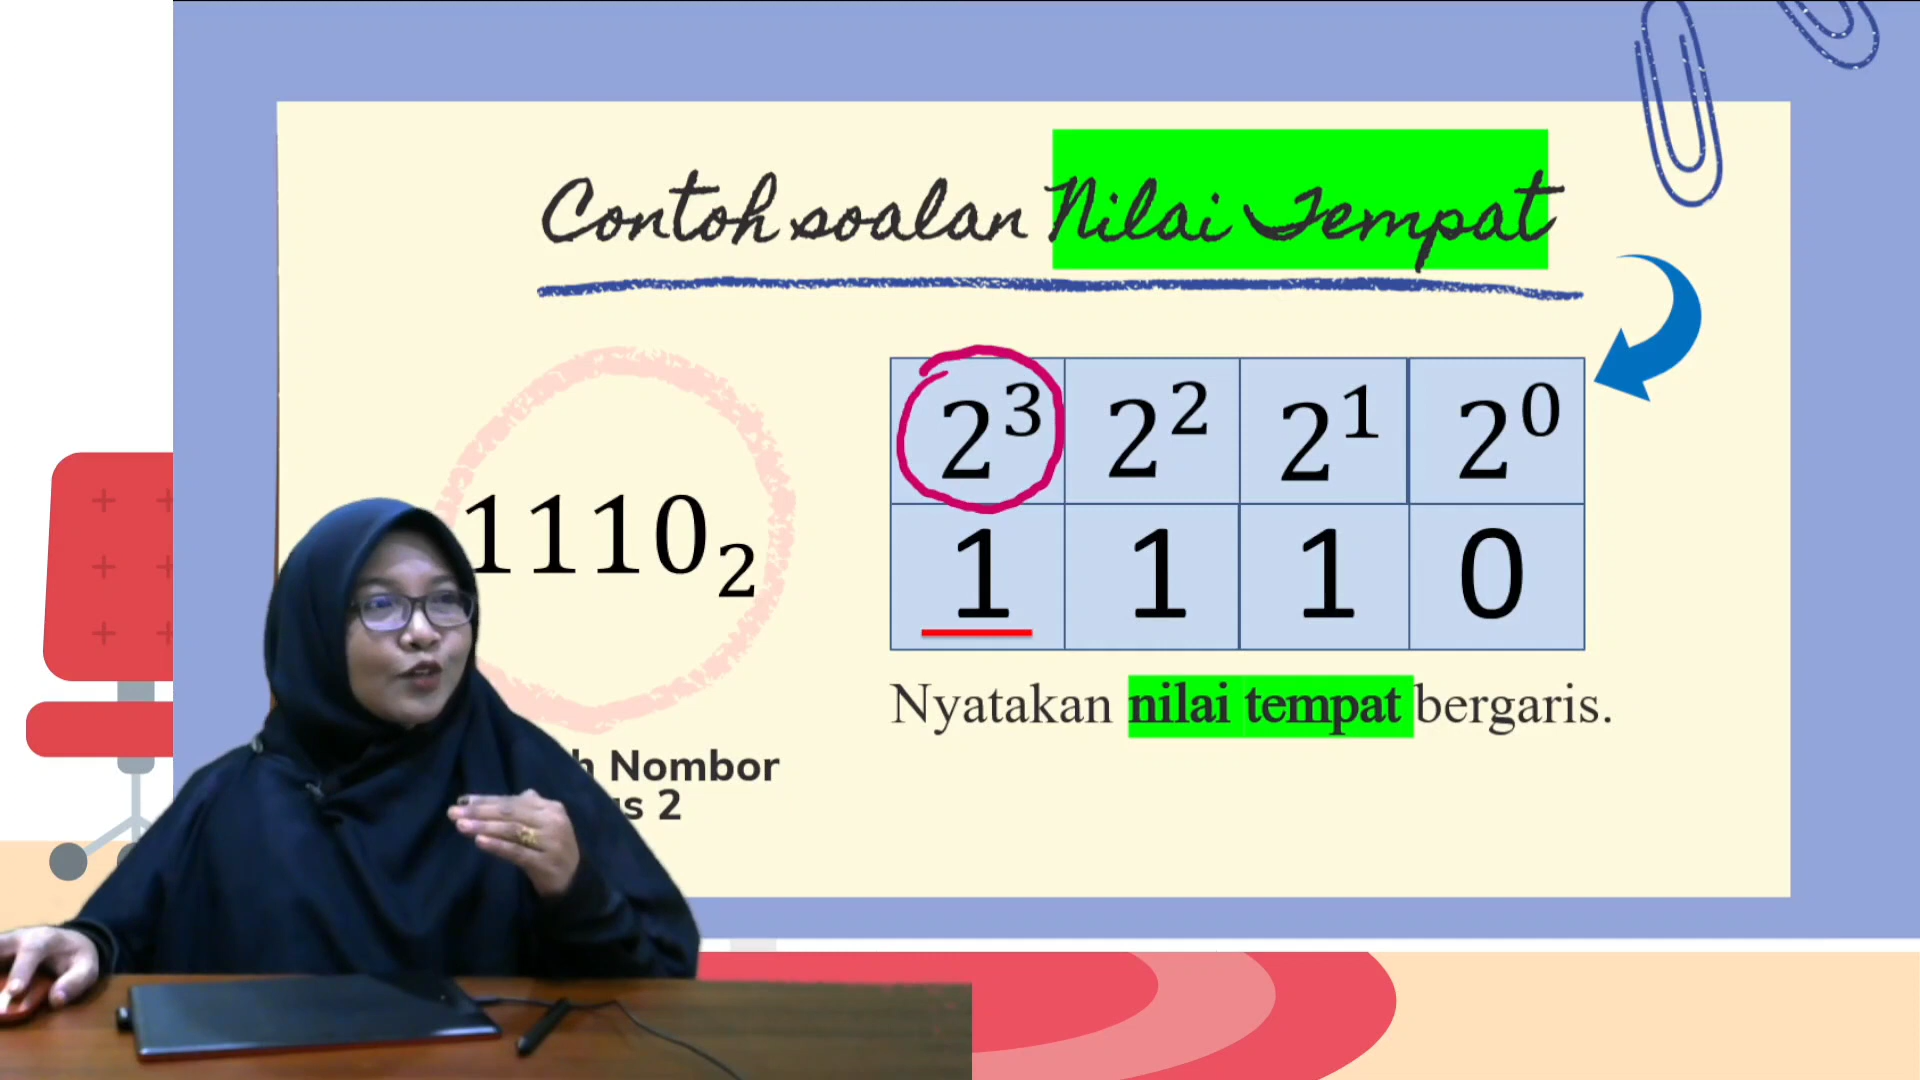 Contoh soalan Nilai Tempat
1110₂
2³ 2² 2¹ 2⁰
1 1 1 0
Nyatakan nilai tempat bergaris.
Nombor
2